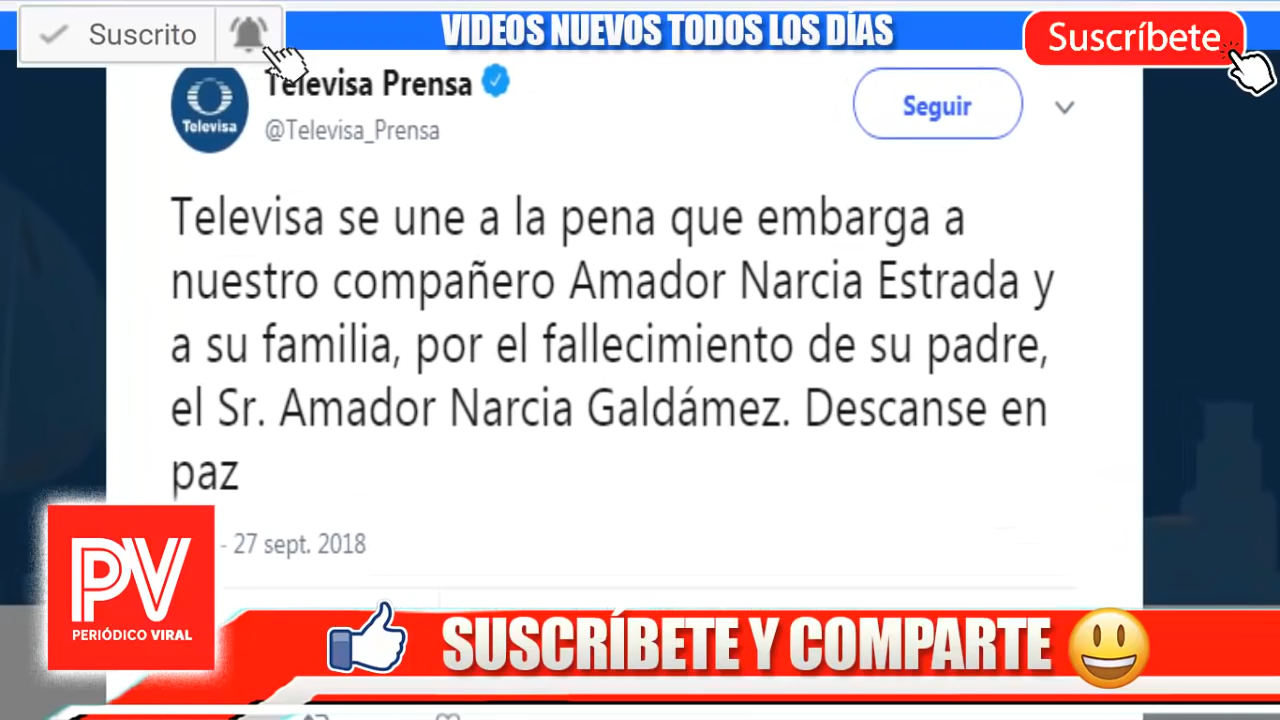 Suscrito
VIDEOS NUEVOS TODOS LOS DÍAS
Suscríbete
Televisa Prensa
Televisa
@Televisa_Prensa
Seguir
Televisa se une a la pena que embarga a
nuestro compañero Amador Narcia Estrada y
a su familia, por el fallecimiento de su padre,
el Sr. Amador Narcia Galdámez. Descanse en
paz
- 27 sept. 2018
PV
PERIÓDICO VIRAL
SUSCRÍBETE Y COMPARTE